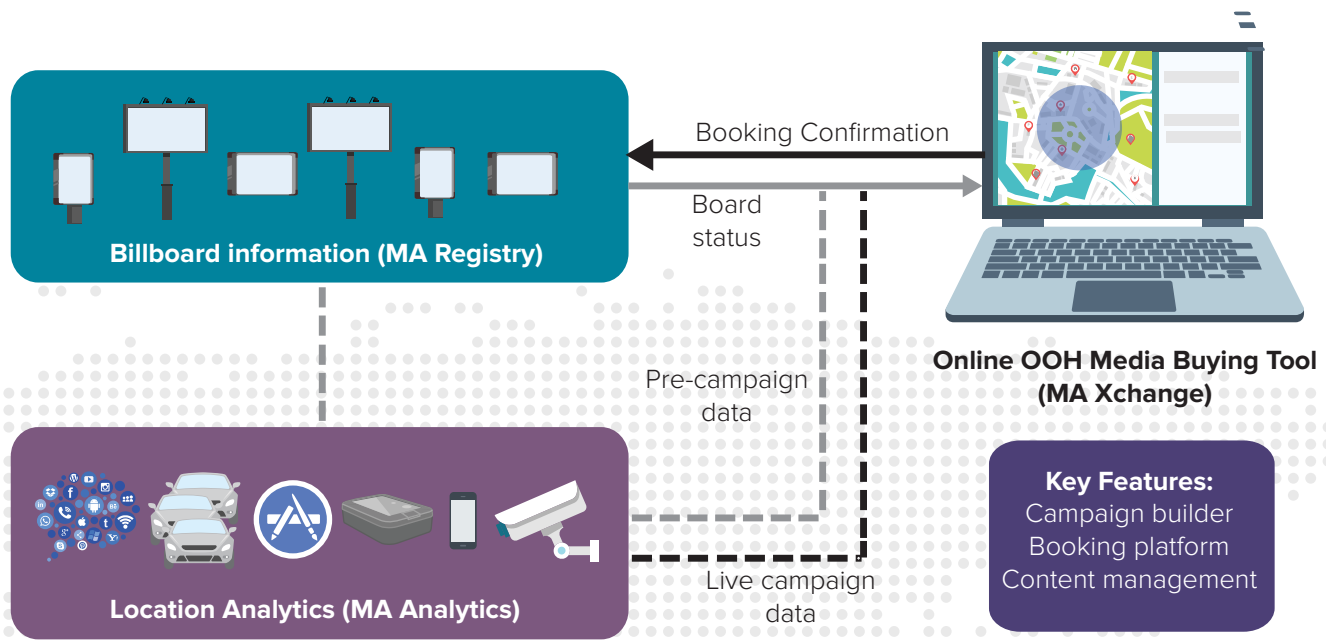 Booking Confirmation
Board
status
Billboard information (MA Registry)
Online OOH Media Buying Tool
(MA Xchange)
Pre-campaign
data
Key Features:
Campaign builder
Booking platform
Content management
Live campaign
data
Location Analytics (MA Analytics)